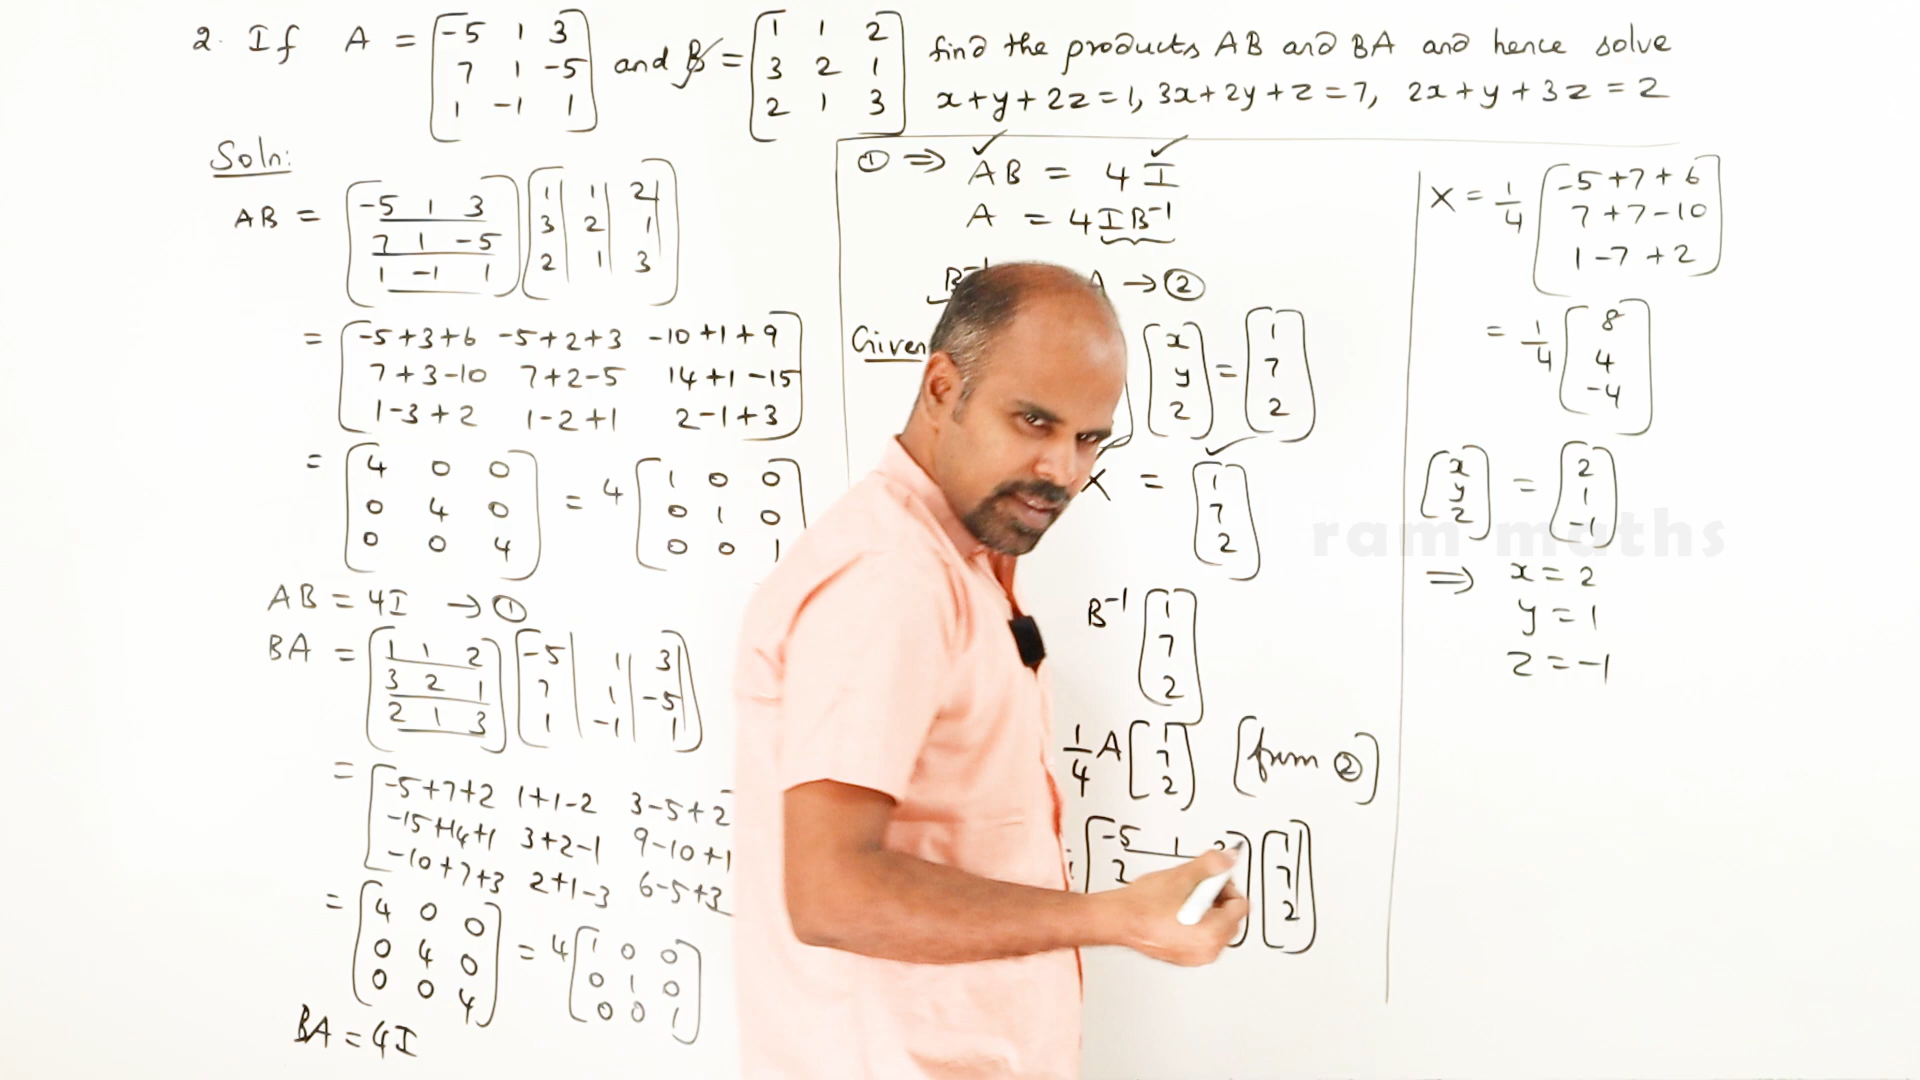 2. If A = [-5 1 3 and B = [1 1 2 find the products AB and BA and hence solve
7 1 -5 3 2 1
1 -1 1] 2 1 3] x+y+2z=1, 3x+2y+z=7, 2x+y+3z=2
Soln:
AB = [-5 1 3 [1 1 2
7 1 -5 3 2 1
1 -1 1] 2 1 3]
= [-5+3+6 -5+2+3 -10+1+9
7+3-10 7+2-5 14+1-15
1-3+2 1-2+1 2-1+3]
= [4 0 0 = 4 [1 0 0
0 4 0 0 1 0
0 0 4] 0 0 1
AB = 4I → ①
BA = [1 1 2 [-5 1 3
3 2 1 7 1 -5
2 1 3] 1 -1 1]
= [-5+7+2 1+1-2 3-5+2
-15+14+1 3+2-1 9-10+1
-10+7+3 2+1-3 6-5+3
= [4 0 0 = 4 [1 0 0
0 4 0 0 1 0
0 0 4] 0 0 1]
BA = 4I
① ⇒ AB = 4I
A = 4IB⁻¹
B⁻¹ A → ②
Given [x = [1
y 7
z] 2]
X = [1
7
2]
B⁻¹ [1
7
2]
1/4 A [1 [from ②]
7
2]
[-5 1 [1
7 7
2]
X = 1/4 [-5+7+6
7+7-10
1-7+2]
= 1/4 [8
4
-4]
[x = [2
y 1
z] -1]
⇒ x = 2
y = 1
z = -1
ram maths